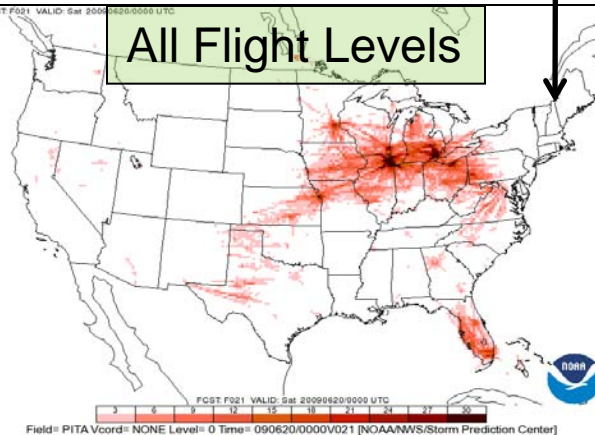 ST: F021 VALID: Sat 20090620/0000 UTC
All Flight Levels
NOAA
FCST: F021 VALID: Sat 20090620/0000 UTC
3 6 9 12 15 18 21 24 27 30
Field= PITA Vcord= NONE Level= 0 Time= 090620/0000V021 [NOAA/NWS/Storm Prediction Center]